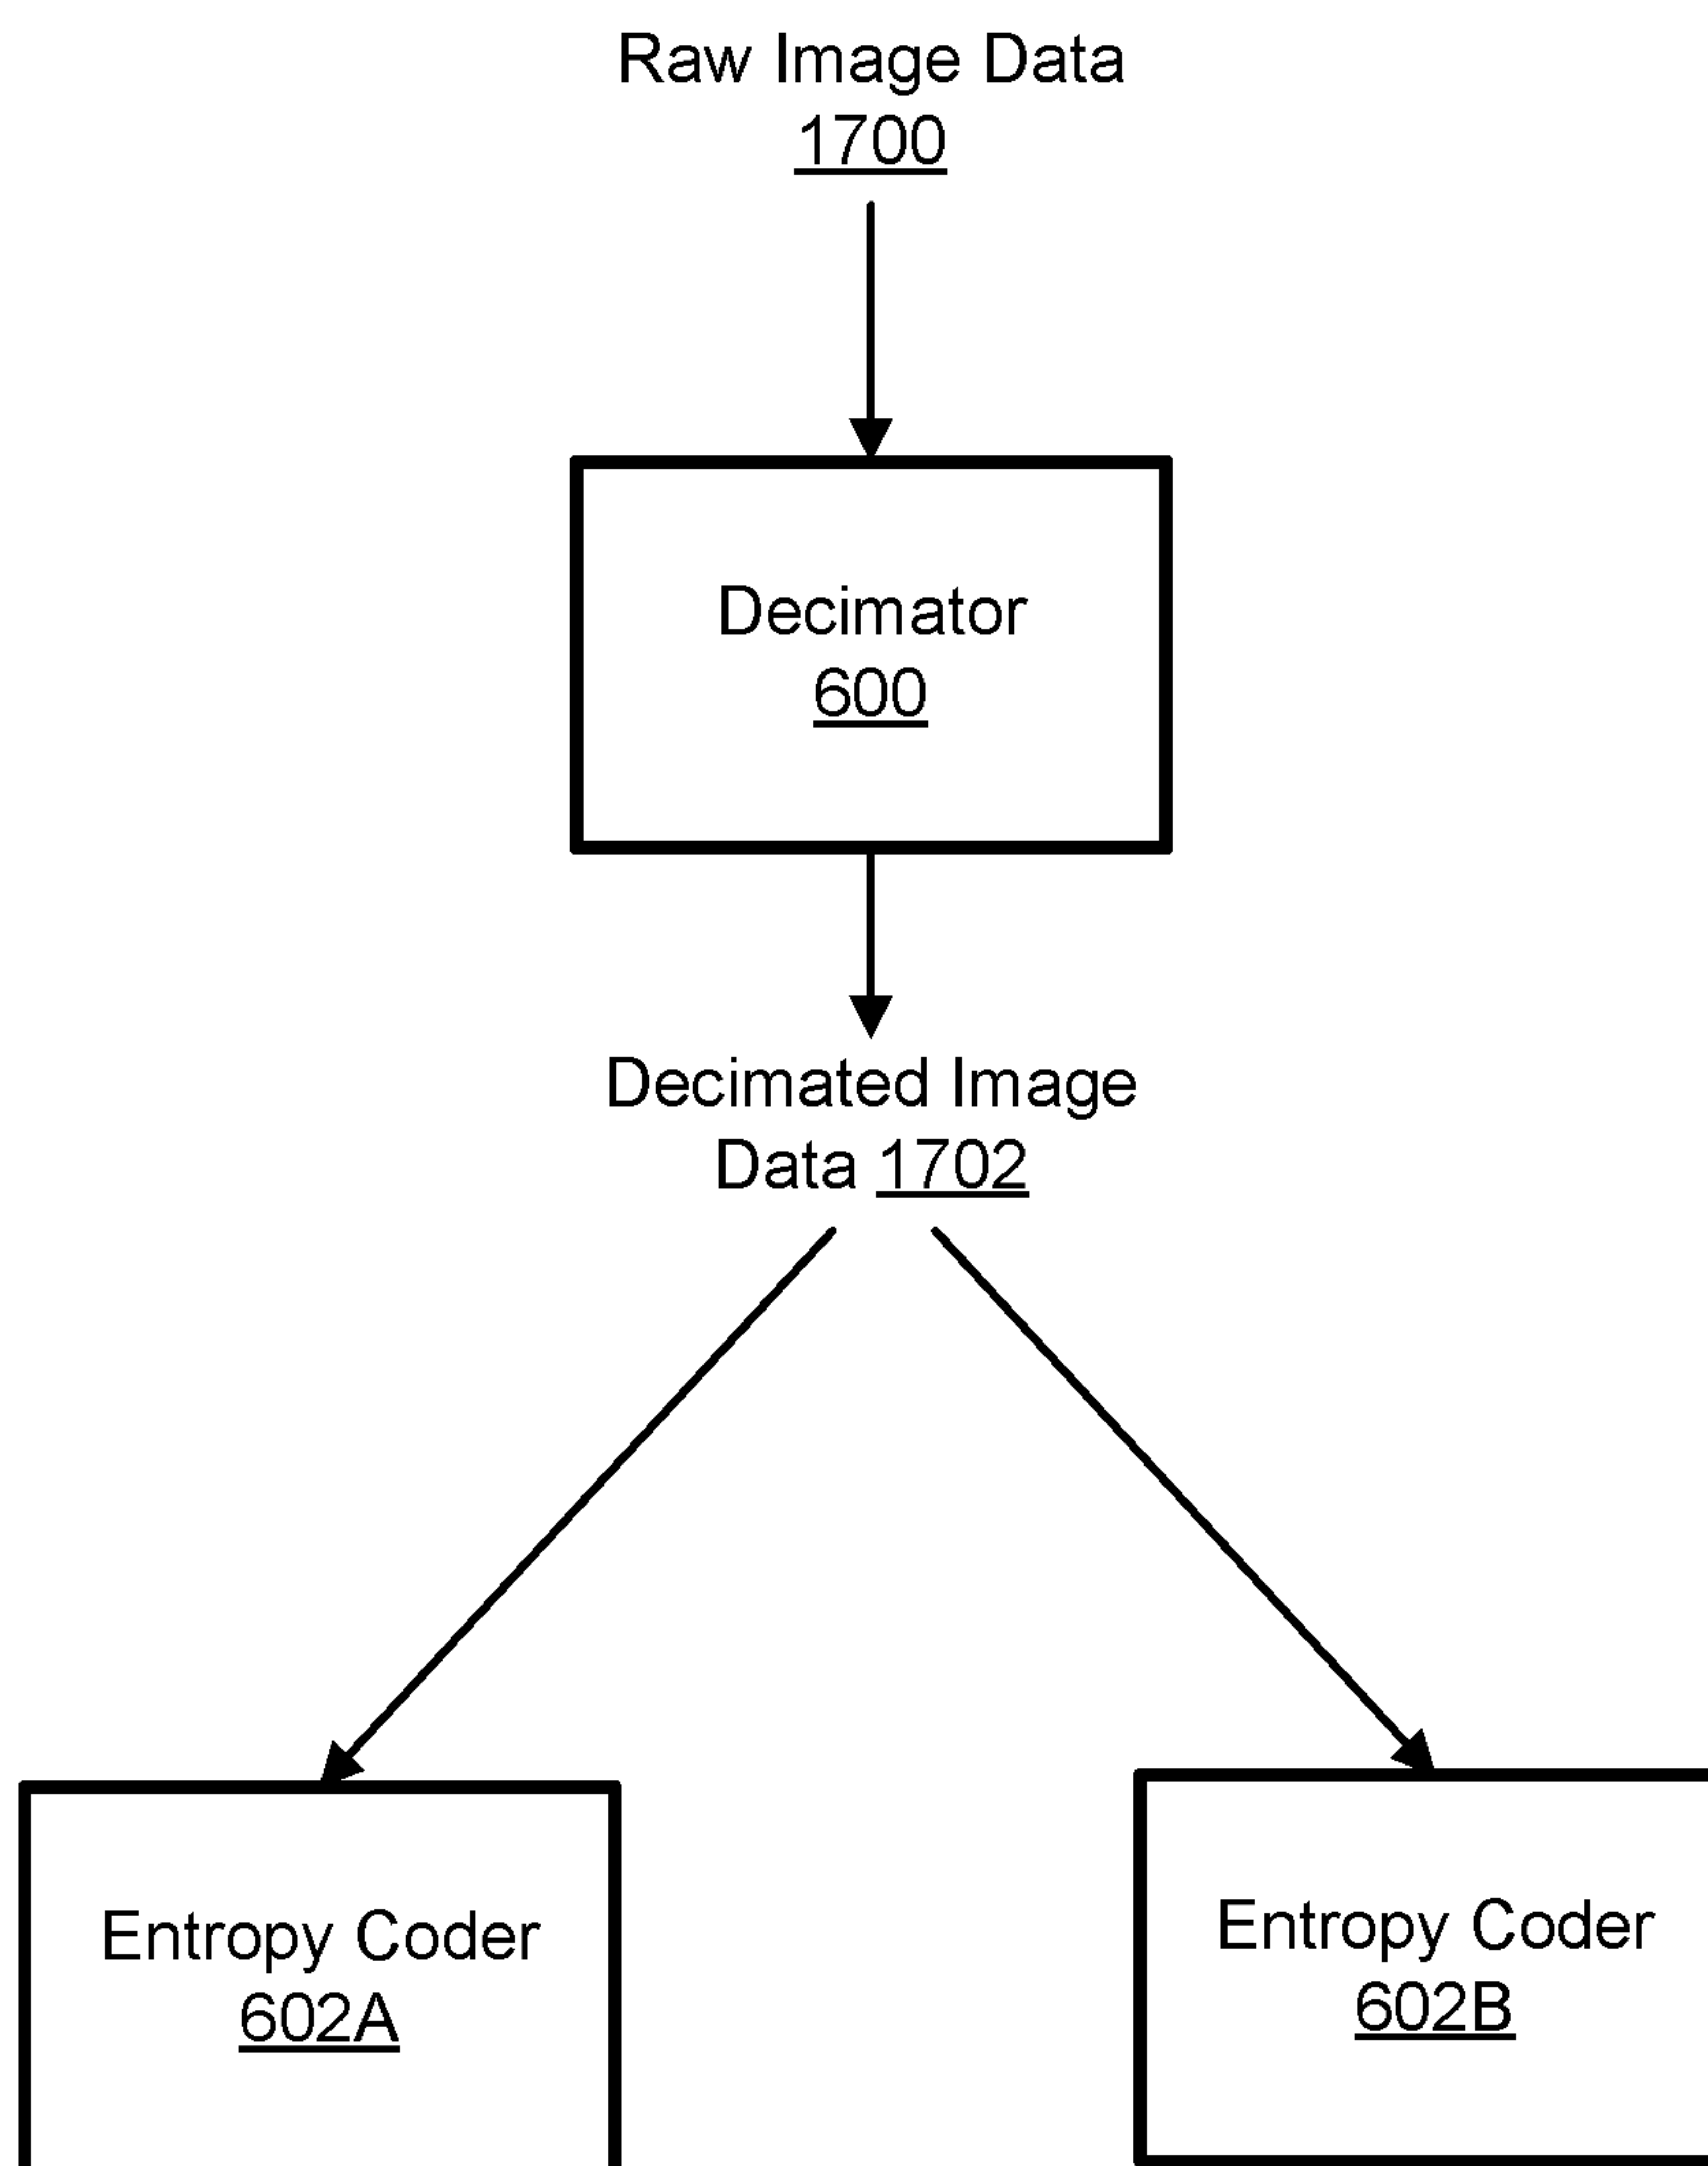 Raw Image Data
1700
Decimator
600
Decimated Image
Data 1702
Entropy Coder
602A
Entropy Coder
602B